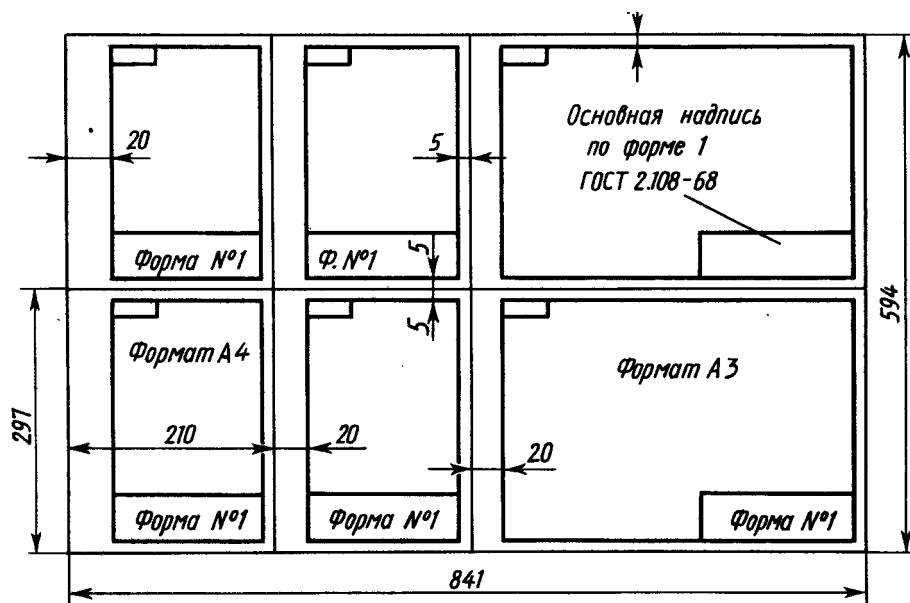 20
5
Основная надпись
по форме 1
ГОСТ 2.108-68
Форма №1
Ф. №1
5
5
Формат А4
Формат А3
594
297
210
20
20
Форма №1
Форма №1
Форма №1
841